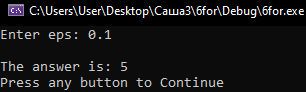 C:\Users\User\Desktop\Саша3\6for\Debug\6for.exe
Enter eps: 0.1
The answer is: 5
Press any button to Continue